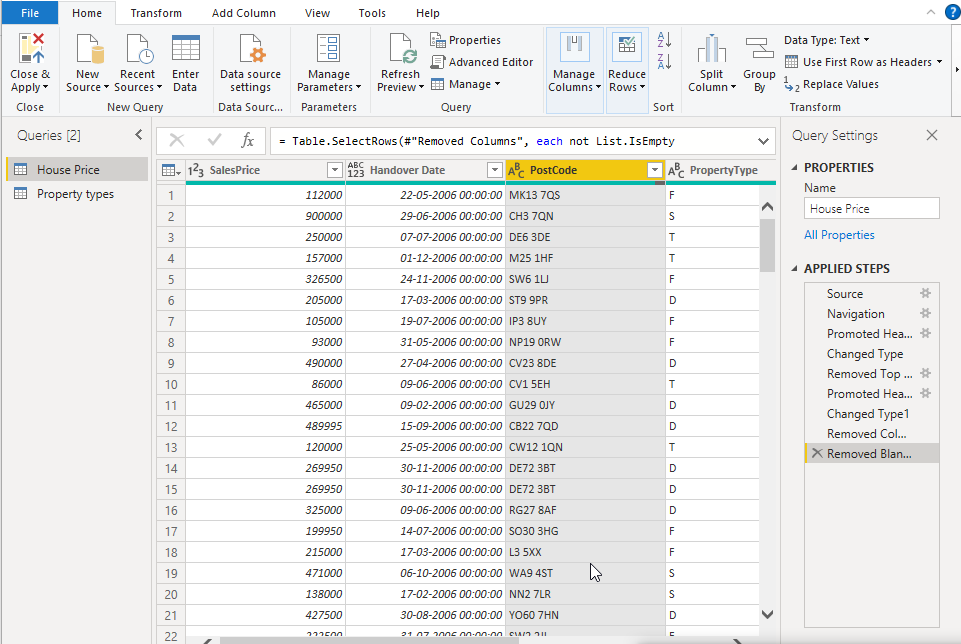 File Home Transform Add Column View Tools Help
Close & Apply
New Source
Recent Sources
Enter Data
Data source settings
Manage Parameters
Refresh Preview
Properties
Advanced Editor
Manage
Manage Columns
Reduce Rows
Split Column
Group By
Data Type: Text
Use First Row as Headers
Replace Values
Close New Query Data Sourc... Parameters Query Sort Transform
Queries [2]
House Price
Property types
fx = Table.SelectRows(#"Removed Columns", each not List.IsEmpty
123 SalesPrice ABC 123 Handover Date ABC PostCode ABC PropertyType
1 112000 22-05-2006 00:00:00 MK13 7QS F
2 900000 29-06-2006 00:00:00 CH3 7QN S
3 250000 07-07-2006 00:00:00 DE6 3DE T
4 157000 01-12-2006 00:00:00 M25 1HF T
5 326500 24-11-2006 00:00:00 SW6 1LJ F
6 205000 17-03-2006 00:00:00 ST9 9PR D
7 105000 19-07-2006 00:00:00 IP3 8UY F
8 93000 31-05-2006 00:00:00 NP19 0RW F
9 490000 27-04-2006 00:00:00 CV23 8DE D
10 86000 09-06-2006 00:00:00 CV1 5EH T
11 465000 09-02-2006 00:00:00 GU29 0JY D
12 489995 15-09-2006 00:00:00 CB22 7QD D
13 120000 25-05-2006 00:00:00 CW12 1QN T
14 269950 30-11-2006 00:00:00 DE72 3BT D
15 269950 30-11-2006 00:00:00 DE72 3BT D
16 325000 09-06-2006 00:00:00 RG27 8AF D
17 199950 14-07-2006 00:00:00 SO30 3HG F
18 215000 17-03-2006 00:00:00 L3 5XX F
19 471000 06-10-2006 00:00:00 WA9 4ST S
20 138000 17-02-2006 00:00:00 NN2 7LR S
21 427500 30-08-2006 00:00:00 YO60 7HN D
22
Query Settings
PROPERTIES
Name
House Price
All Properties
APPLIED STEPS
Source
Navigation
Promoted Hea...
Changed Type
Removed Top ...
Promoted Hea...
Changed Type1
Removed Col...
Removed Blan...